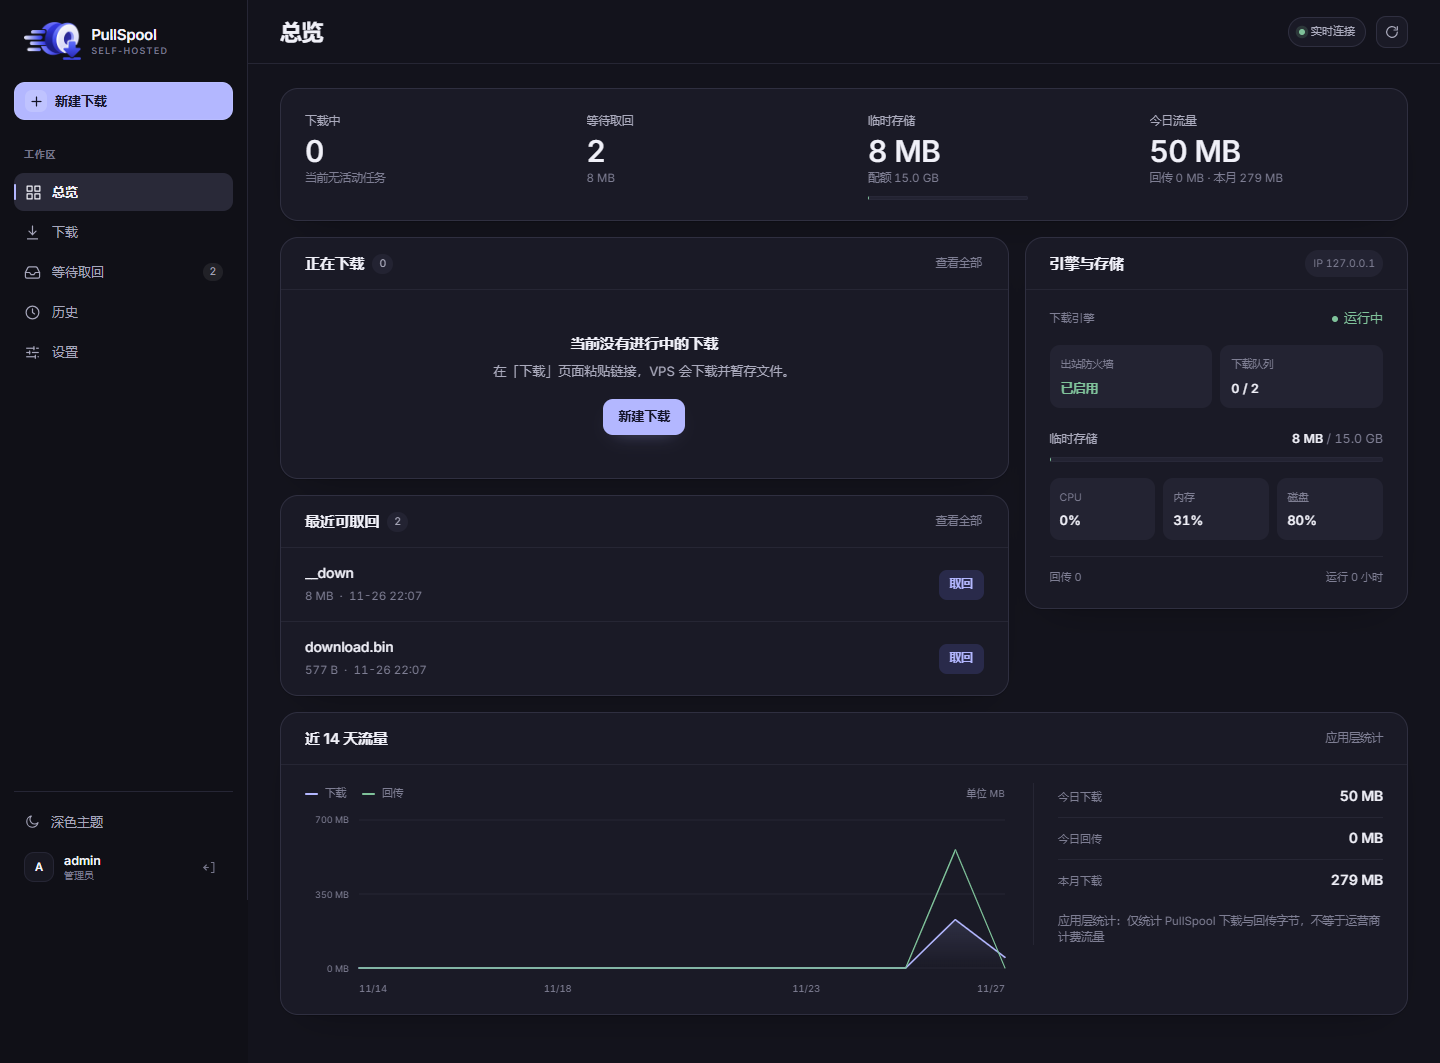 PullSpool
SELF-HOSTED
新建下载
工作区
总览
下载
等待取回
2
历史
设置
深色主题
A
admin
管理员
总览
实时连接
下载中
0
当前无活动任务
等待取回
2
8 MB
临时存储
8 MB
配额 15.0 GB
今日流量
50 MB
回传 0 MB · 本月 279 MB
正在下载 0
查看全部
当前没有进行中的下载
在「下载」页面粘贴链接，VPS 会下载并暂存文件。
新建下载
引擎与存储
IP 127.0.0.1
下载引擎
运行中
出站防火墙
已启用
下载队列
0 / 2
临时存储
8 MB / 15.0 GB
CPU
0%
内存
31%
磁盘
80%
回传 0
运行 0 小时
最近可取回 2
查看全部
__down
8 MB · 11-26 22:07
取回
download.bin
577 B · 11-26 22:07
取回
近 14 天流量
应用层统计
下载
回传
单位 MB
700 MB
350 MB
0 MB
11/14
11/18
11/23
11/27
今日下载
50 MB
今日回传
0 MB
本月下载
279 MB
应用层统计：仅统计 PullSpool 下载与回传字节，不等于运营商
计费流量